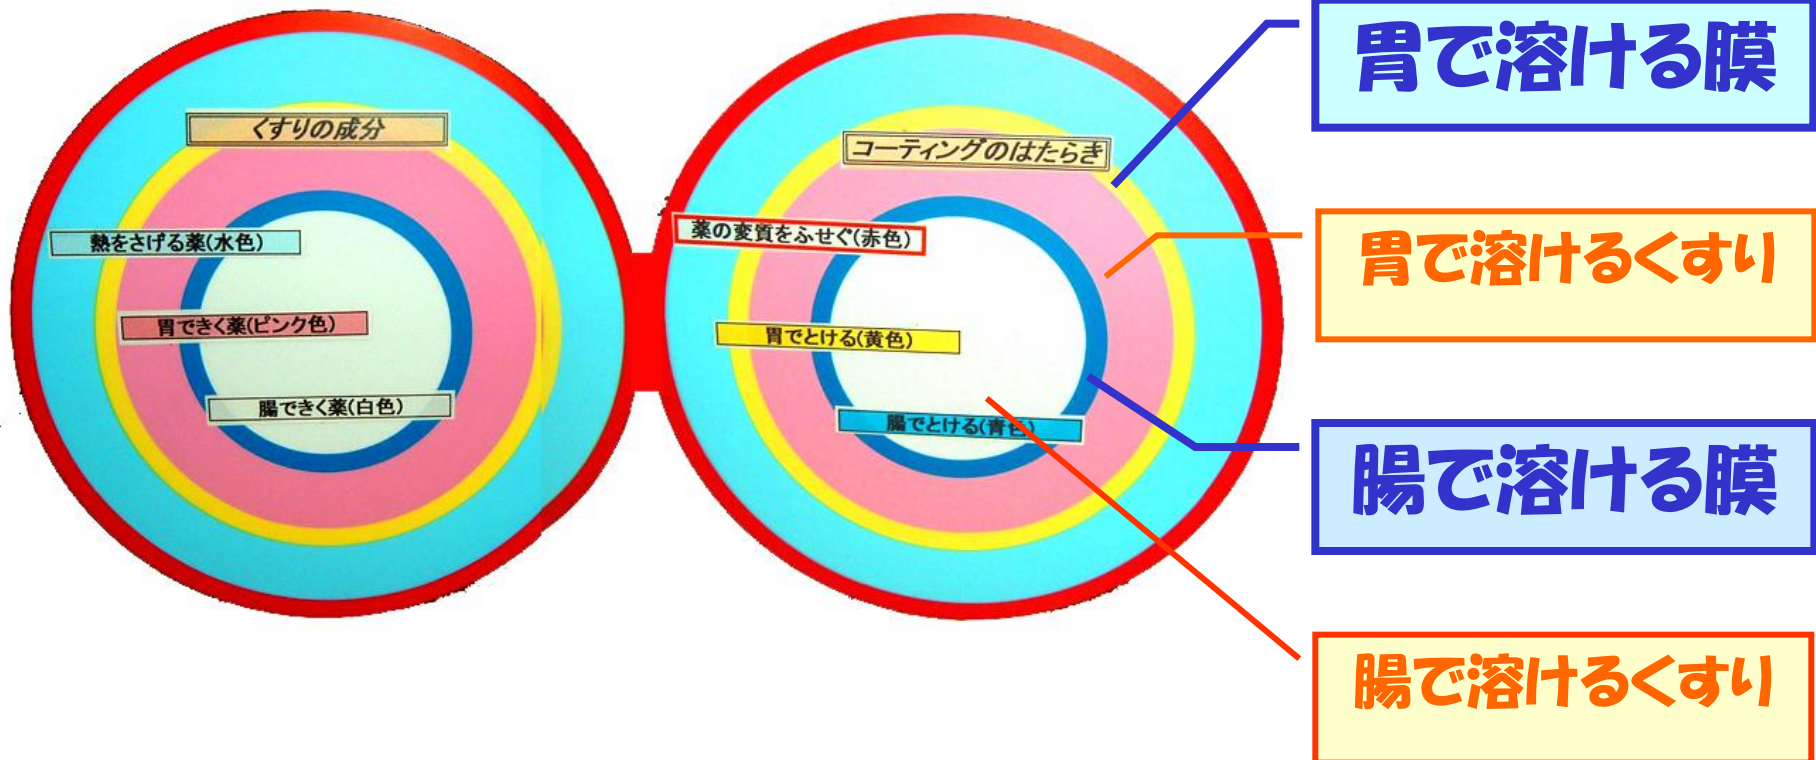 くすりの成分
熱をさげる薬(水色)
胃できく薬(ピンク色)
腸できく薬(白色)
コーティングのはたらき
薬の変質をふせぐ(赤色)
胃でとける(黄色)
腸でとける(青色)
胃で溶ける膜
胃で溶けるくすり
腸で溶ける膜
腸で溶けるくすり